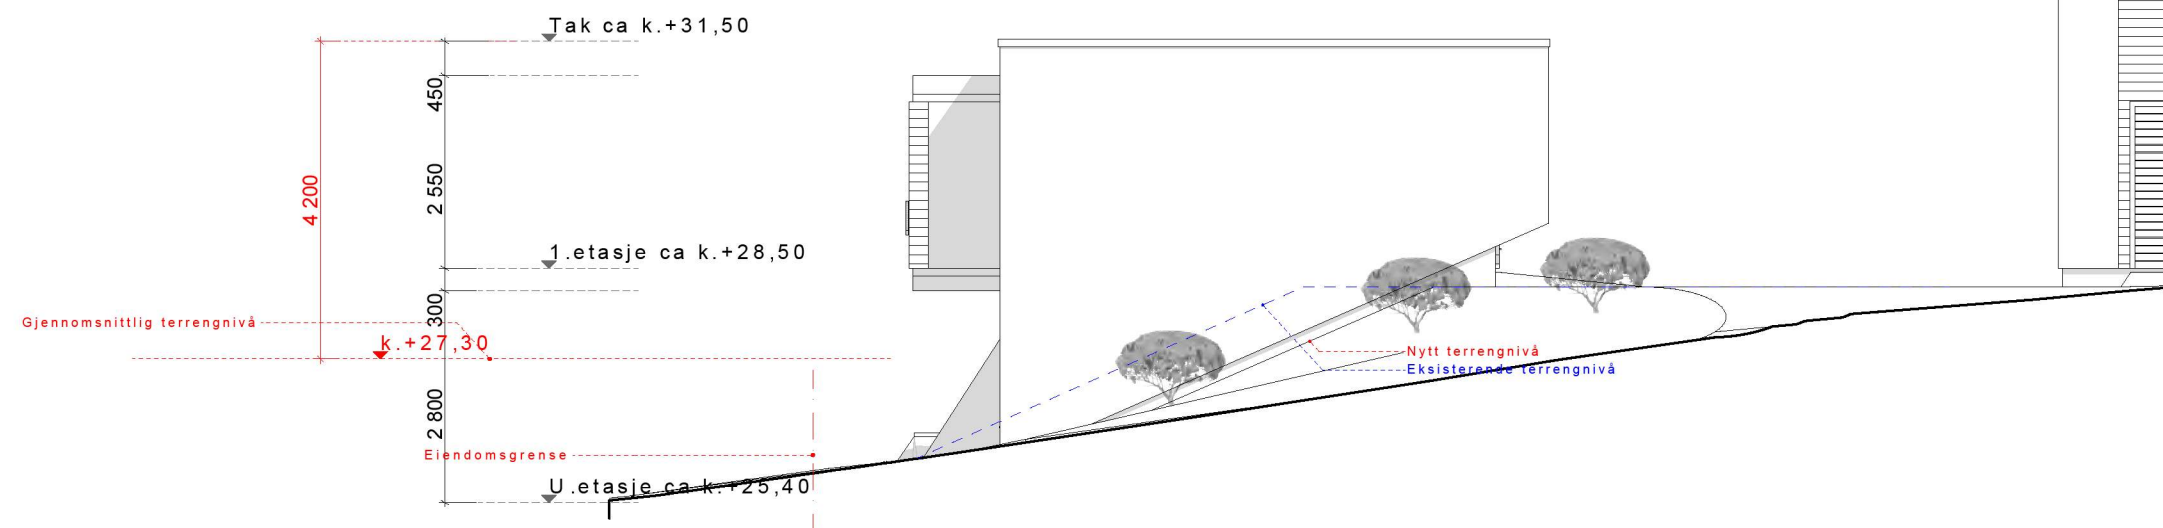 Tak ca k.+31,50
450
2 550
4 200
1.etasje ca k.+28,50
300
Gjennomsnittlig terrengnivå
k.+27,30
Nytt terrengnivå
Eksisterende terrengnivå
2 800
Eiendomsgrense
U.etasje ca k.+25,40